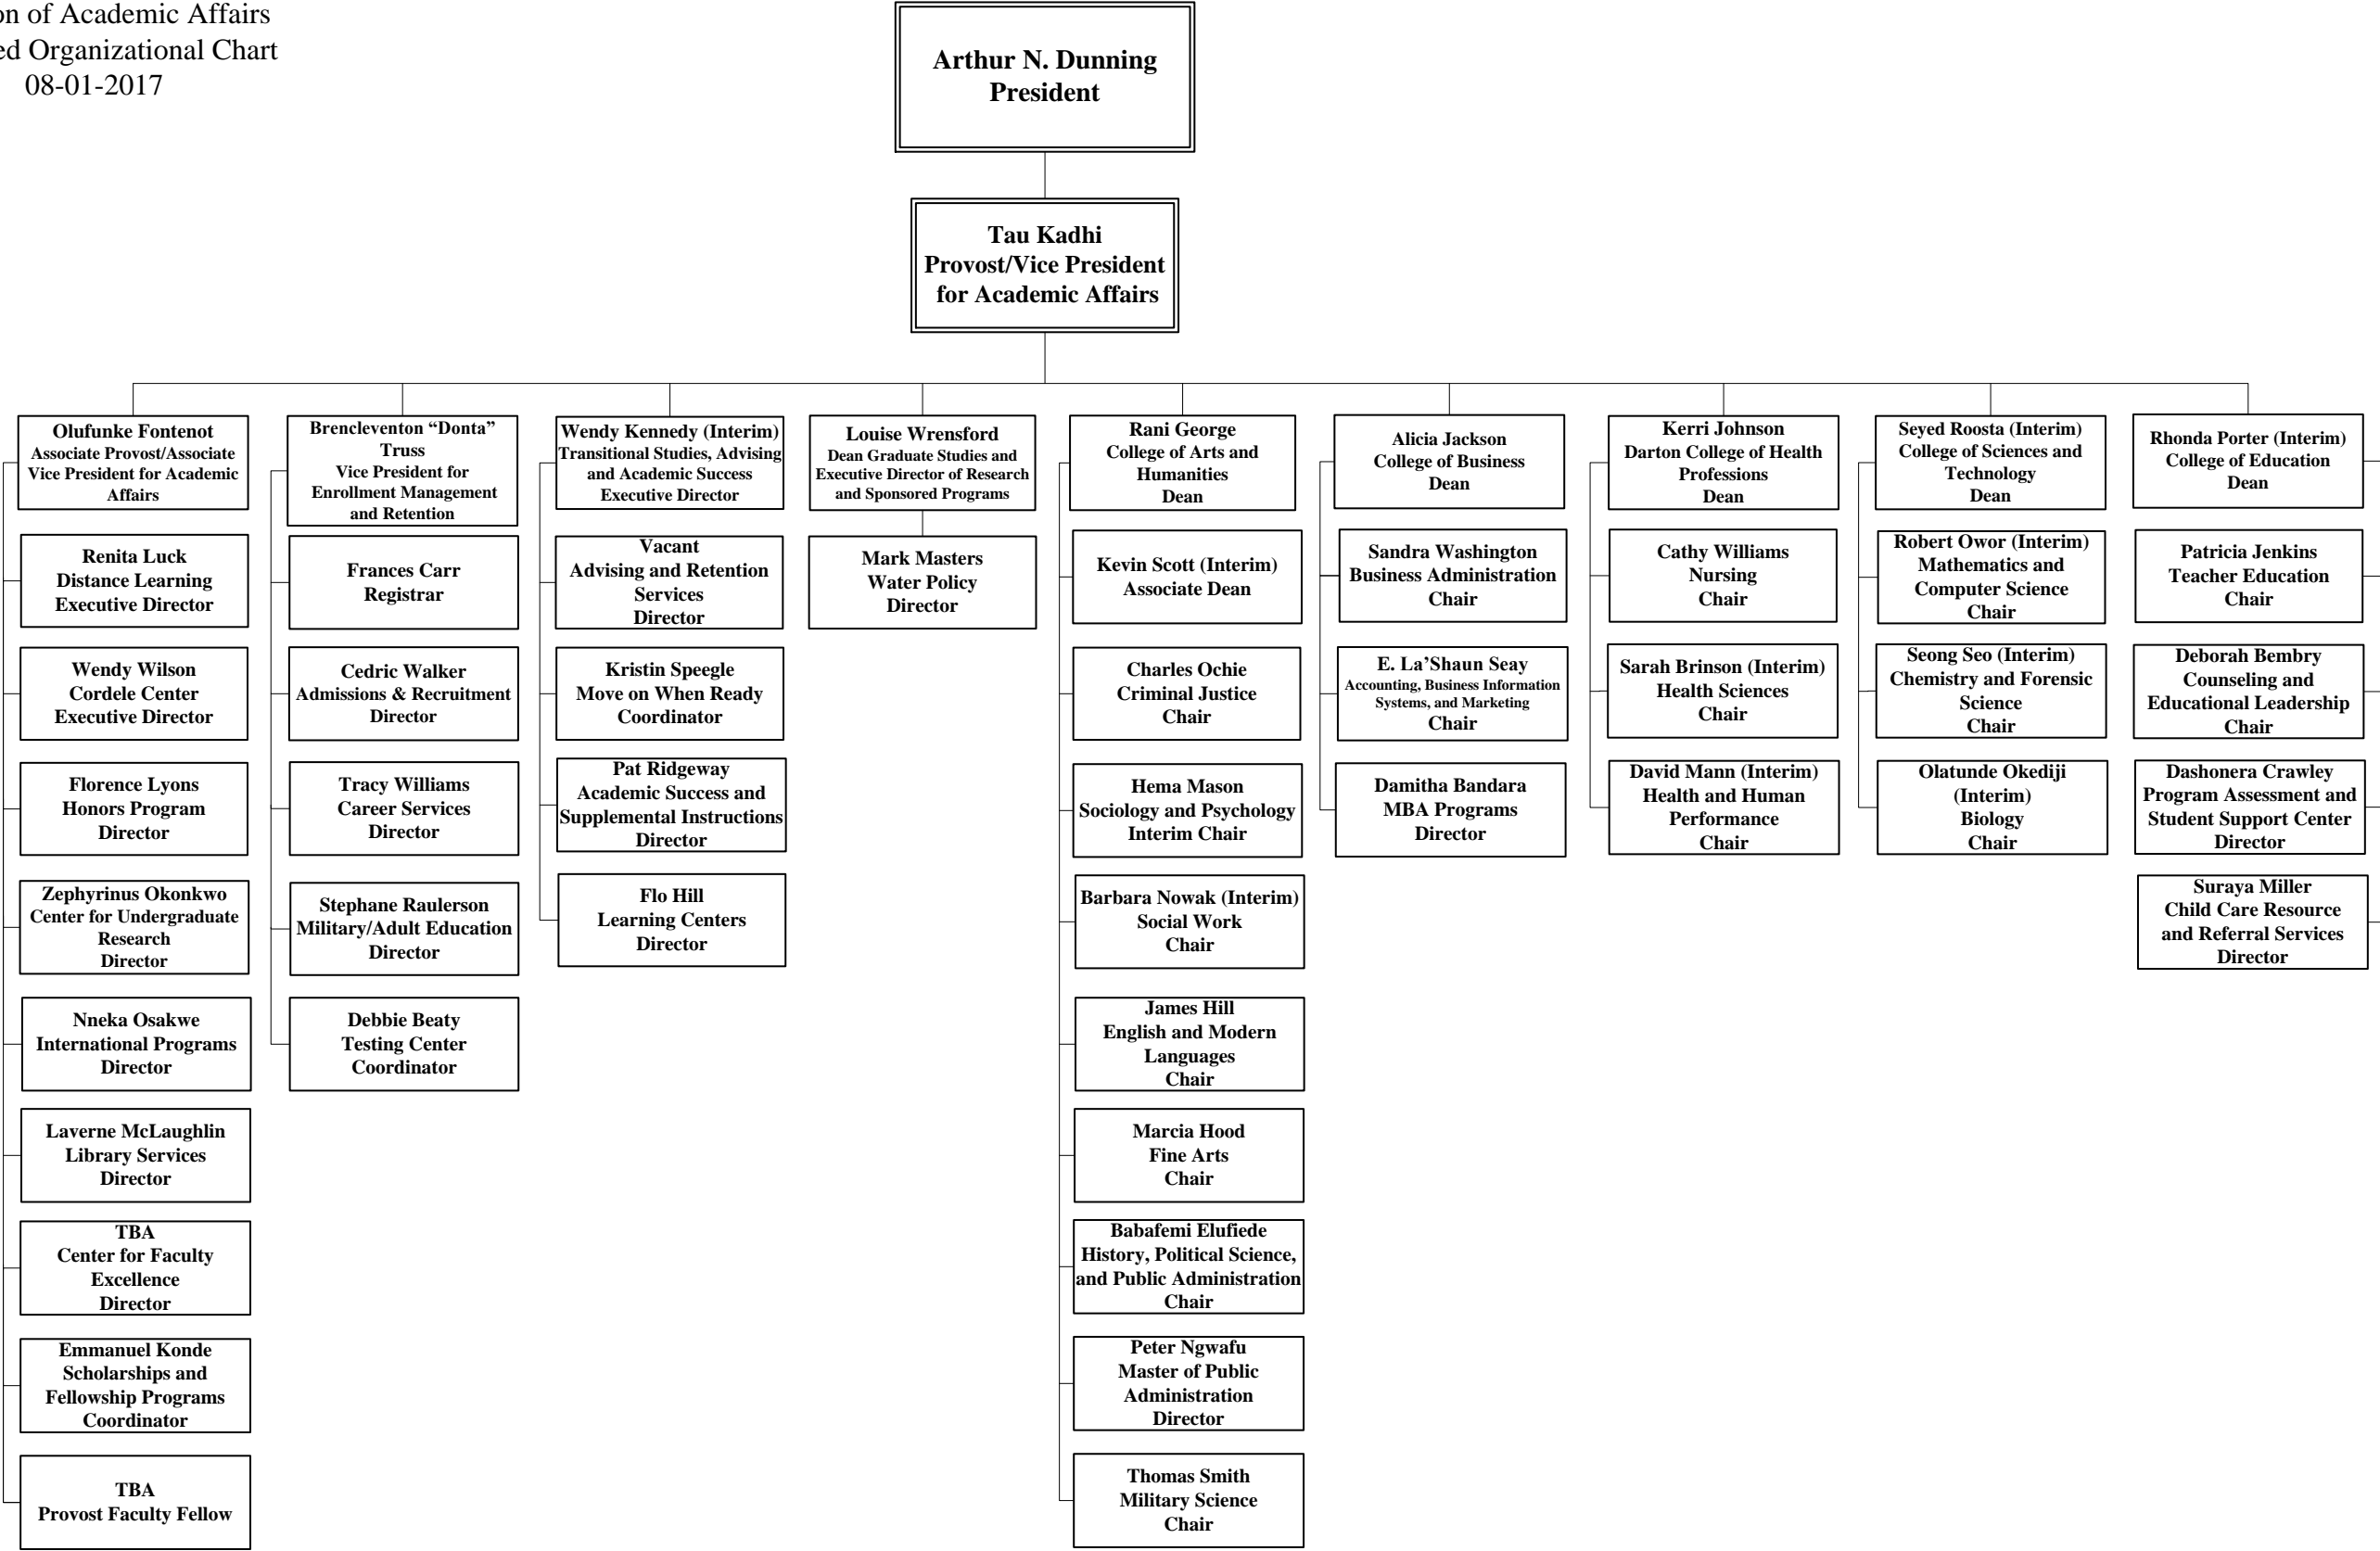 on of Academic Affairs
ed Organizational Chart
08-01-2017
Arthur N. Dunning
President
Tau Kadhi
Provost/Vice President
for Academic Affairs
Olufunke Fontenot
Associate Provost/Associate
Vice President for Academic
Affairs
Renita Luck
Distance Learning
Executive Director
Wendy Wilson
Cordele Center
Executive Director
Florence Lyons
Honors Program
Director
Zephyrinus Okonkwo
Center for Undergraduate
Research
Director
Nneka Osakwe
International Programs
Director
Laverne McLaughlin
Library Services
Director
TBA
Center for Faculty
Excellence
Director
Emmanuel Konde
Scholarships and
Fellowship Programs
Coordinator
TBA
Provost Faculty Fellow
Brencleventon “Donta”
Truss
Vice President for
Enrollment Management
and Retention
Frances Carr
Registrar
Cedric Walker
Admissions & Recruitment
Director
Tracy Williams
Career Services
Director
Stephane Raulerson
Military/Adult Education
Director
Debbie Beaty
Testing Center
Coordinator
Wendy Kennedy (Interim)
Transitional Studies, Advising
and Academic Success
Executive Director
Vacant
Advising and Retention
Services
Director
Kristin Speegle
Move on When Ready
Coordinator
Pat Ridgeway
Academic Success and
Supplemental Instructions
Director
Flo Hill
Learning Centers
Director
Louise Wrensford
Dean Graduate Studies and
Executive Director of Research
and Sponsored Programs
Mark Masters
Water Policy
Director
Rani George
College of Arts and
Humanities
Dean
Kevin Scott (Interim)
Associate Dean
Charles Ochie
Criminal Justice
Chair
Hema Mason
Sociology and Psychology
Interim Chair
Barbara Nowak (Interim)
Social Work
Chair
James Hill
English and Modern
Languages
Chair
Marcia Hood
Fine Arts
Chair
Babafemi Elufiede
History, Political Science,
and Public Administration
Chair
Peter Ngwafu
Master of Public
Administration
Director
Thomas Smith
Military Science
Chair
Alicia Jackson
College of Business
Dean
Sandra Washington
Business Administration
Chair
E. La’Shaun Seay
Accounting, Business Information
Systems, and Marketing
Chair
Damitha Bandara
MBA Programs
Director
Kerri Johnson
Darton College of Health
Professions
Dean
Cathy Williams
Nursing
Chair
Sarah Brinson (Interim)
Health Sciences
Chair
David Mann (Interim)
Health and Human
Performance
Chair
Seyed Roosta (Interim)
College of Sciences and
Technology
Dean
Robert Owor (Interim)
Mathematics and
Computer Science
Chair
Seong Seo (Interim)
Chemistry and Forensic
Science
Chair
Olatunde Okediji
(Interim)
Biology
Chair
Rhonda Porter (Interim)
College of Education
Dean
Patricia Jenkins
Teacher Education
Chair
Deborah Bembry
Counseling and
Educational Leadership
Chair
Dashonera Crawley
Program Assessment and
Student Support Center
Director
Suraya Miller
Child Care Resource
and Referral Services
Director